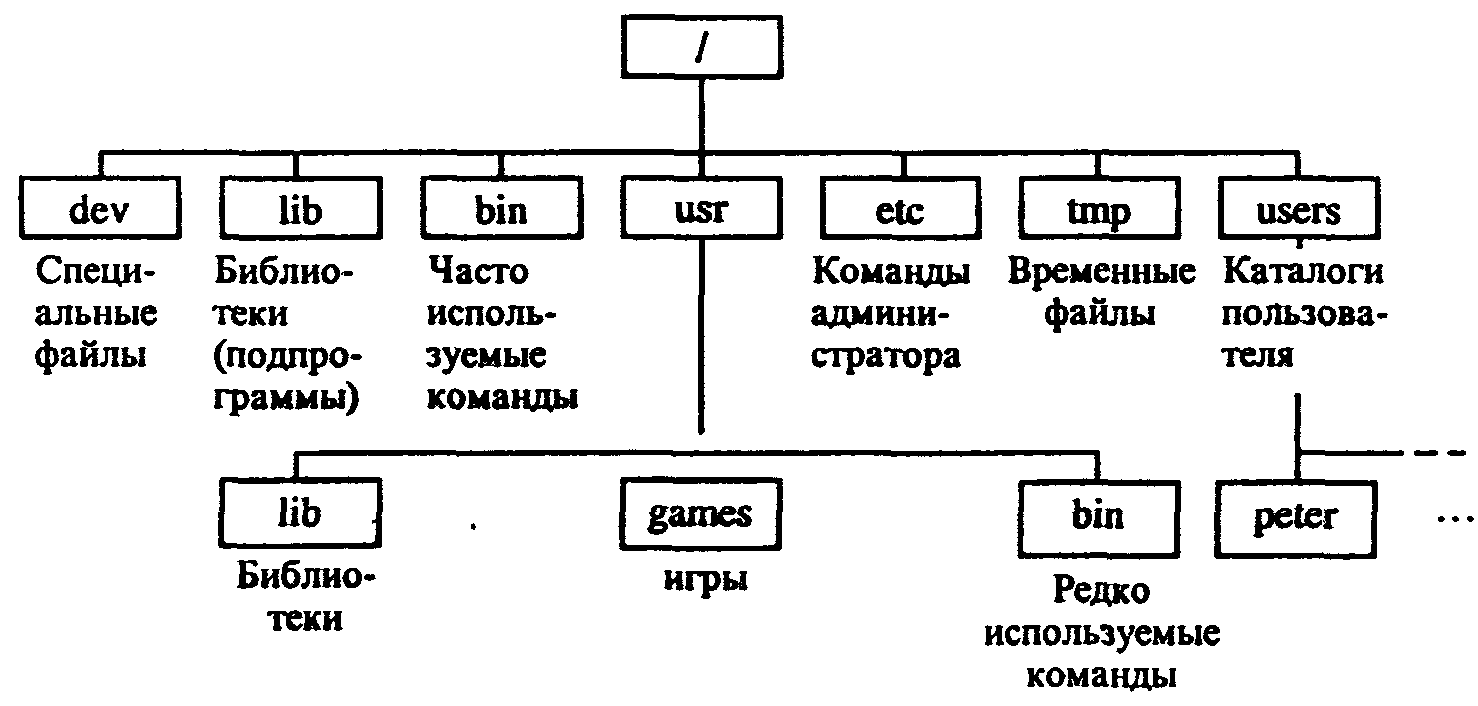 /
dev
lib
bin
usr
etc
tmp
users
Специ-
альные
файлы
Библио-
теки
(подпро-
граммы)
Часто
исполь-
зуемые
команды
Команды
админи-
стратора
Временные
файлы
Каталоги
пользова-
теля
lib
games
bin
peter
...
Библио-
теки
игры
Редко
используемые
команды